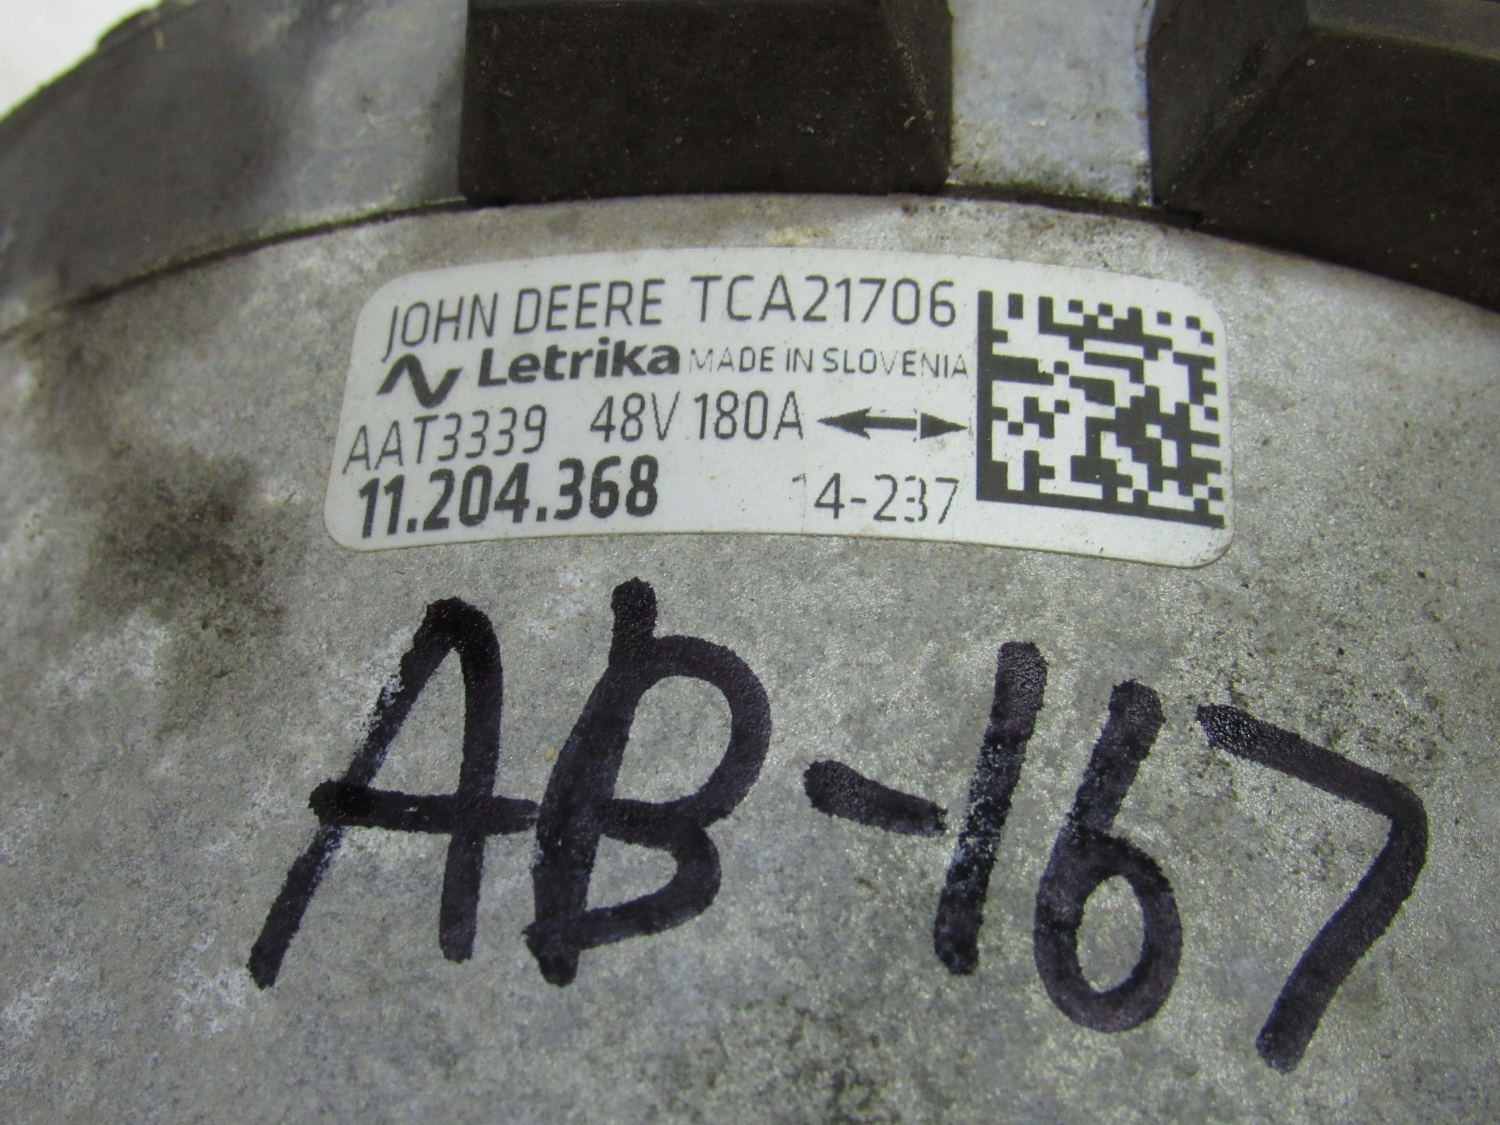 JOHN DEERE TCA21706
Letrika MADE IN SLOVENIA
AAT3339 48V 180A
11.204.368 14-237
AB-167